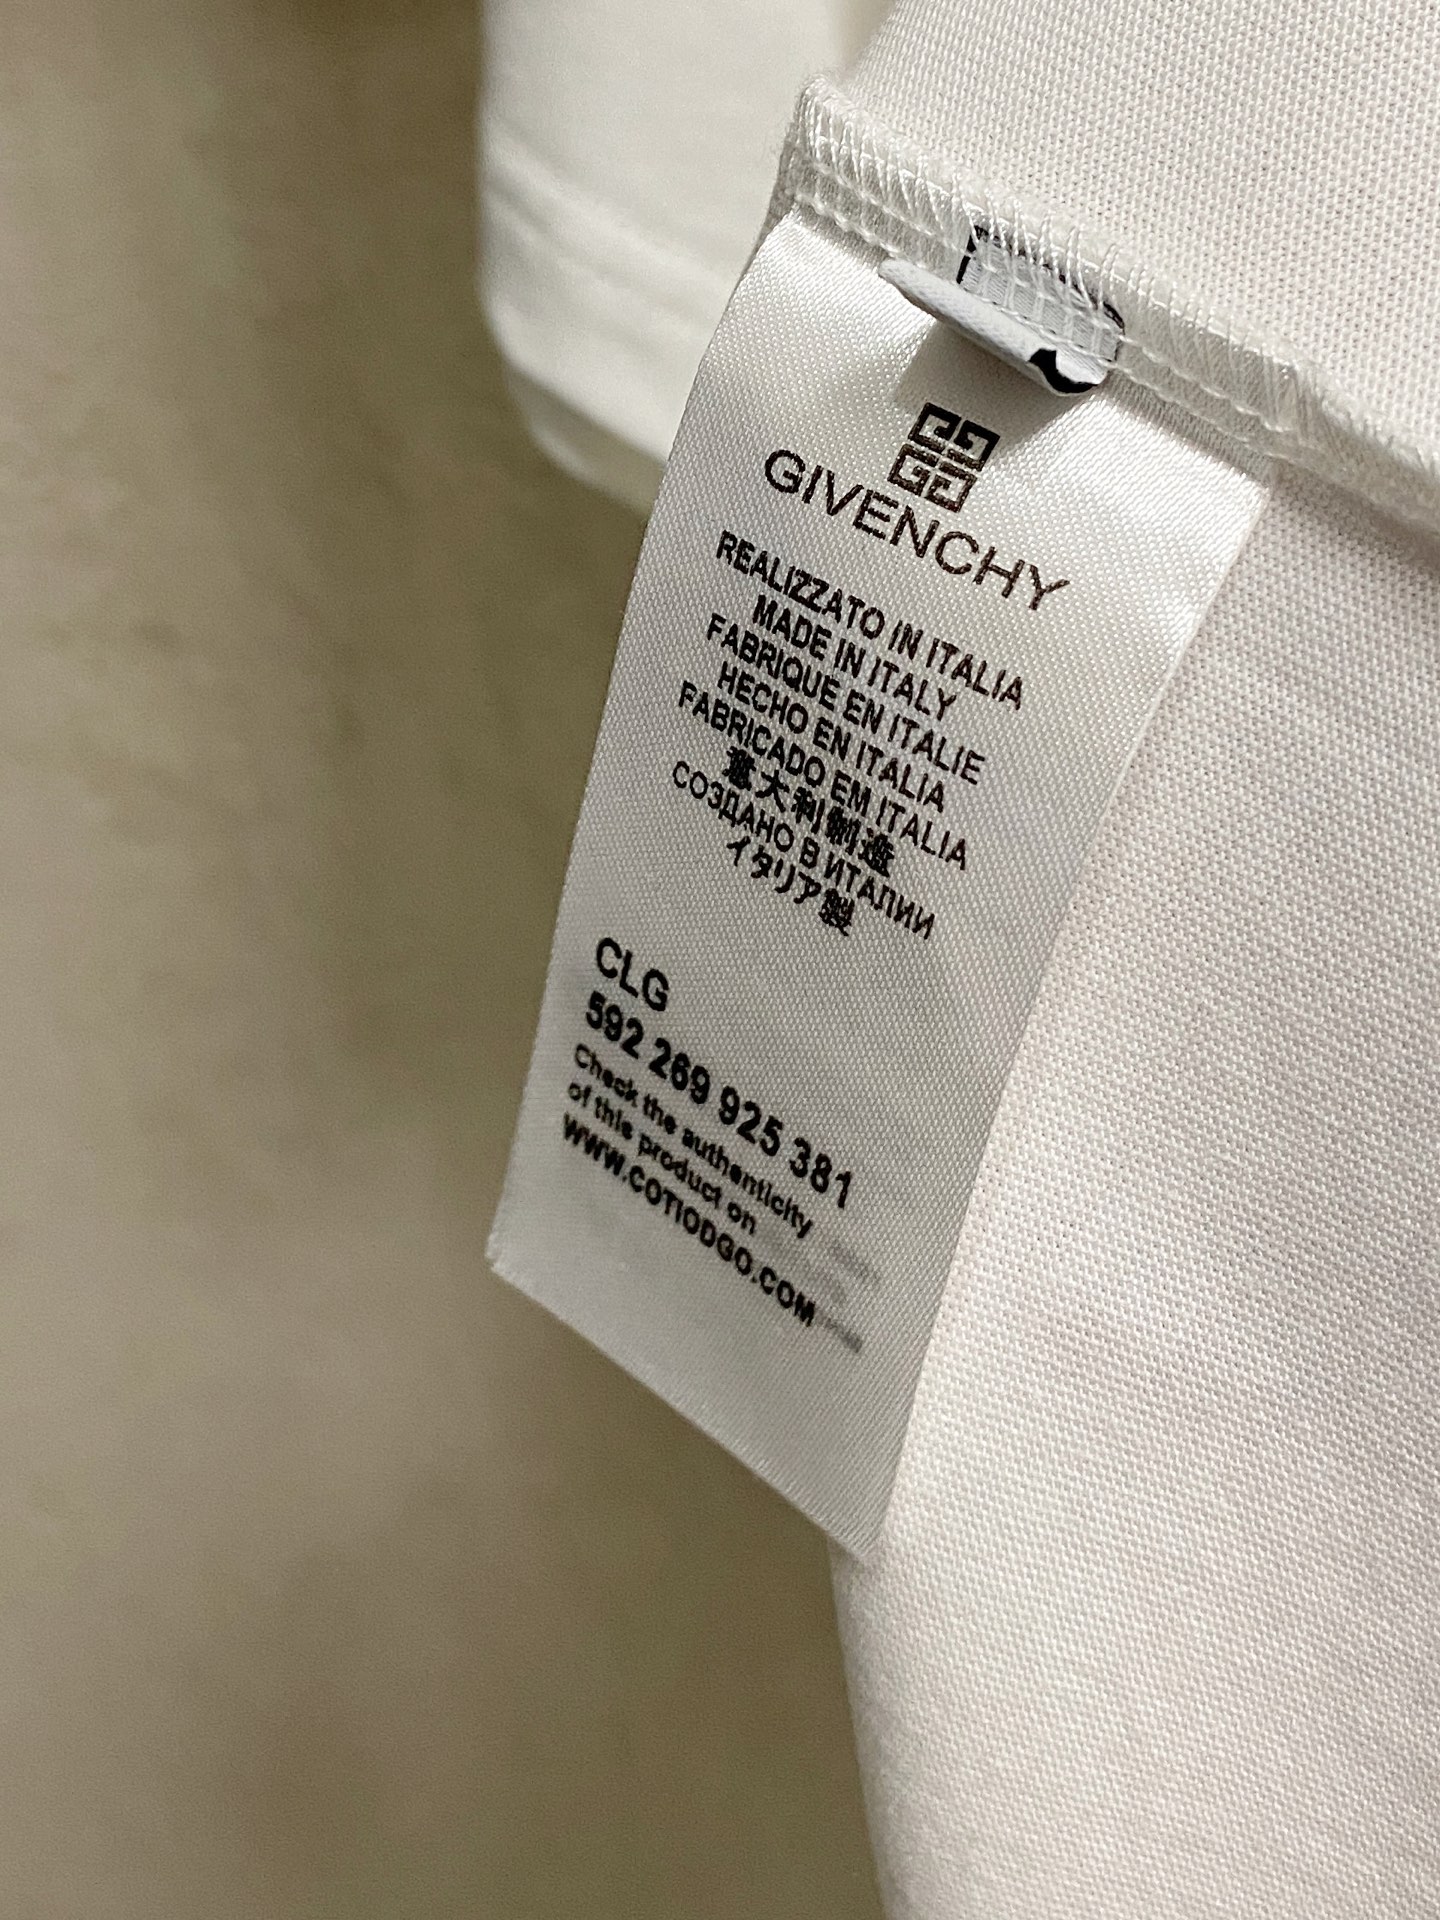 GIVENCHY
REALIZZATO IN ITALIA
MADE IN ITALY
FABRIQUE EN ITALIE
HECHO EN ITALIA
FABRICADO EM ITALIA
意大利制造
СОЗДАНО В ИТАЛИИ
イタリア製
CLG
592 269 925 381
Check the authenticity
of this product on
WWW.COTIODGO.COM